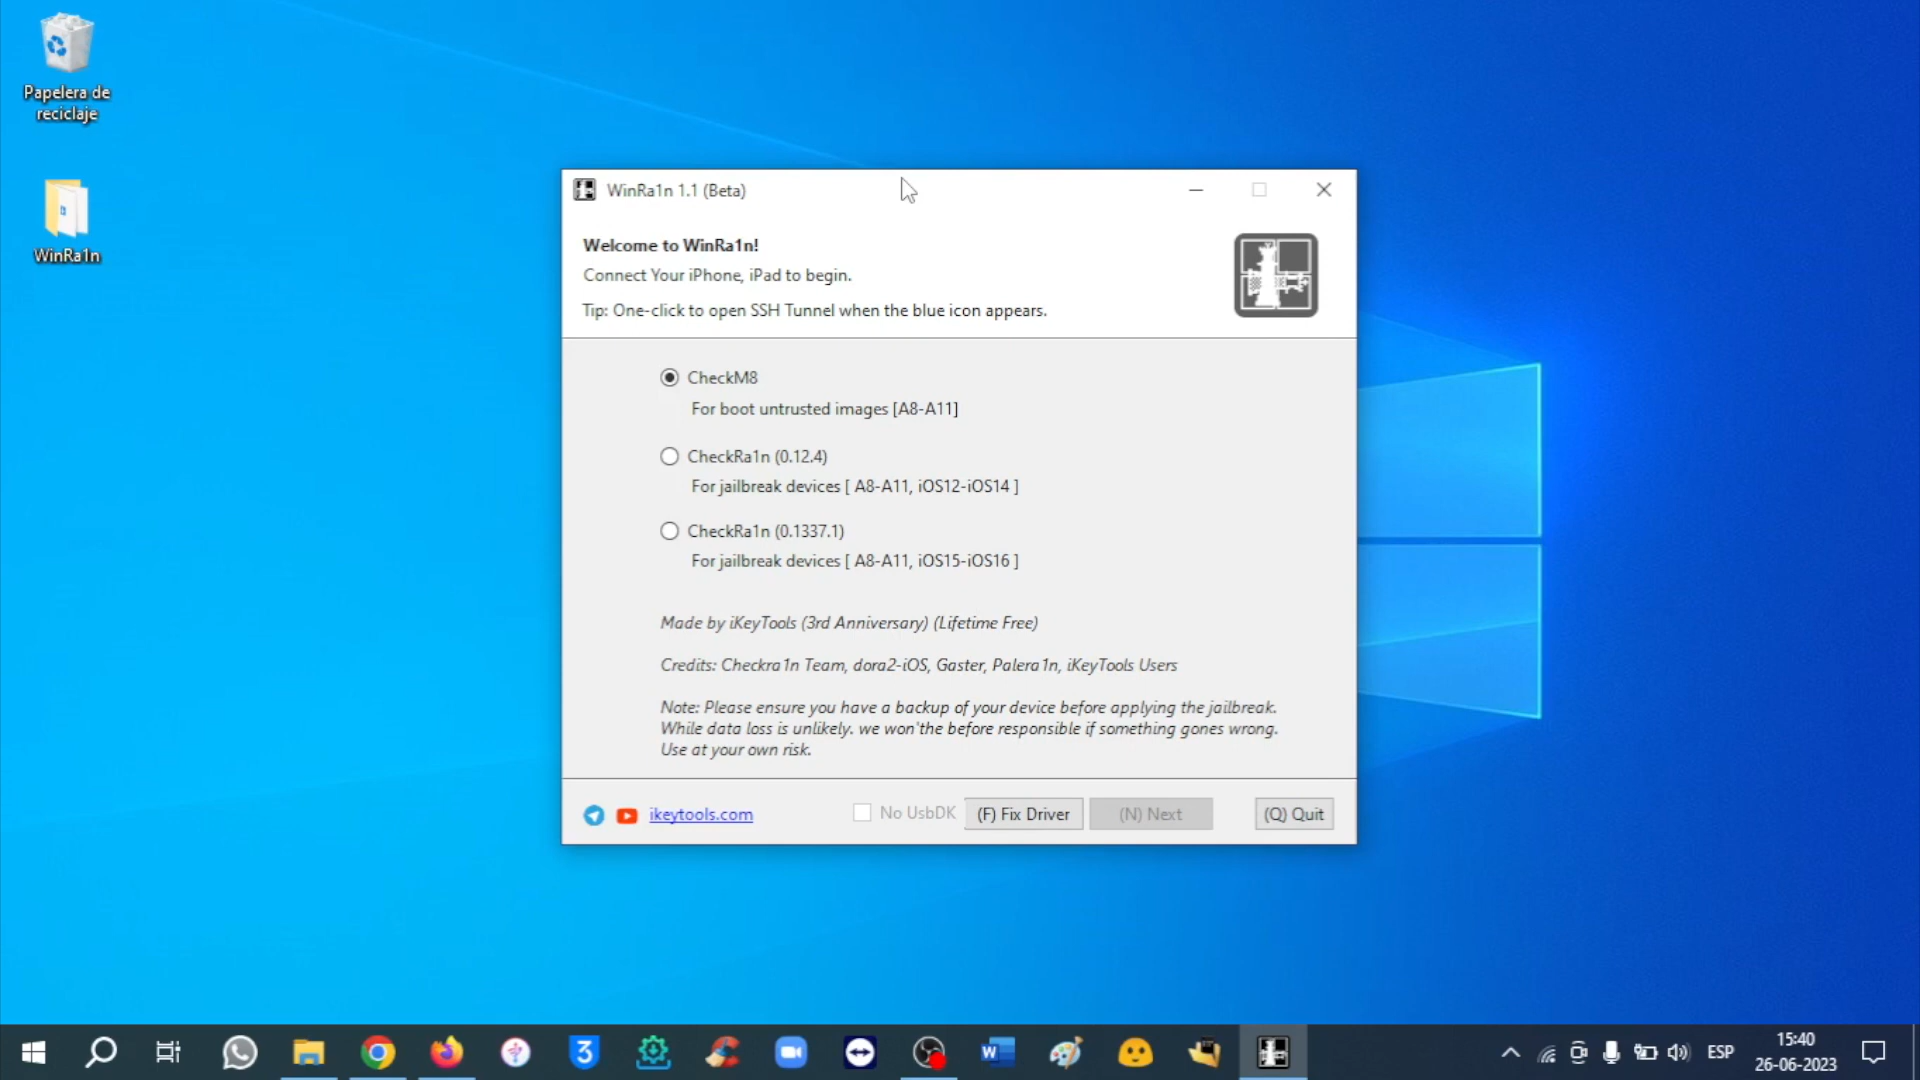 Papelera de
reciclaje
WinRa1n
WinRa1n 1.1 (Beta)
Welcome to WinRa1n!
Connect Your iPhone, iPad to begin.
Tip: One-click to open SSH Tunnel when the blue icon appears.
CheckM8
For boot untrusted images [A8-A11]
CheckRa1n (0.12.4)
For jailbreak devices [ A8-A11, iOS12-iOS14 ]
CheckRa1n (0.1337.1)
For jailbreak devices [ A8-A11, iOS15-iOS16 ]
Made by iKeyTools (3rd Anniversary) (Lifetime Free)
Credits: Checkra1n Team, dora2-iOS, Gaster, Palera1n, iKeyTools Users
Note: Please ensure you have a backup of your device before applying the jailbreak.
While data loss is unlikely. we won'the before responsible if something gones wrong.
Use at your own risk.
ikeytools.com
No UsbDK
(F) Fix Driver
(N) Next
(Q) Quit
3
W
ESP
15:40
26-06-2023